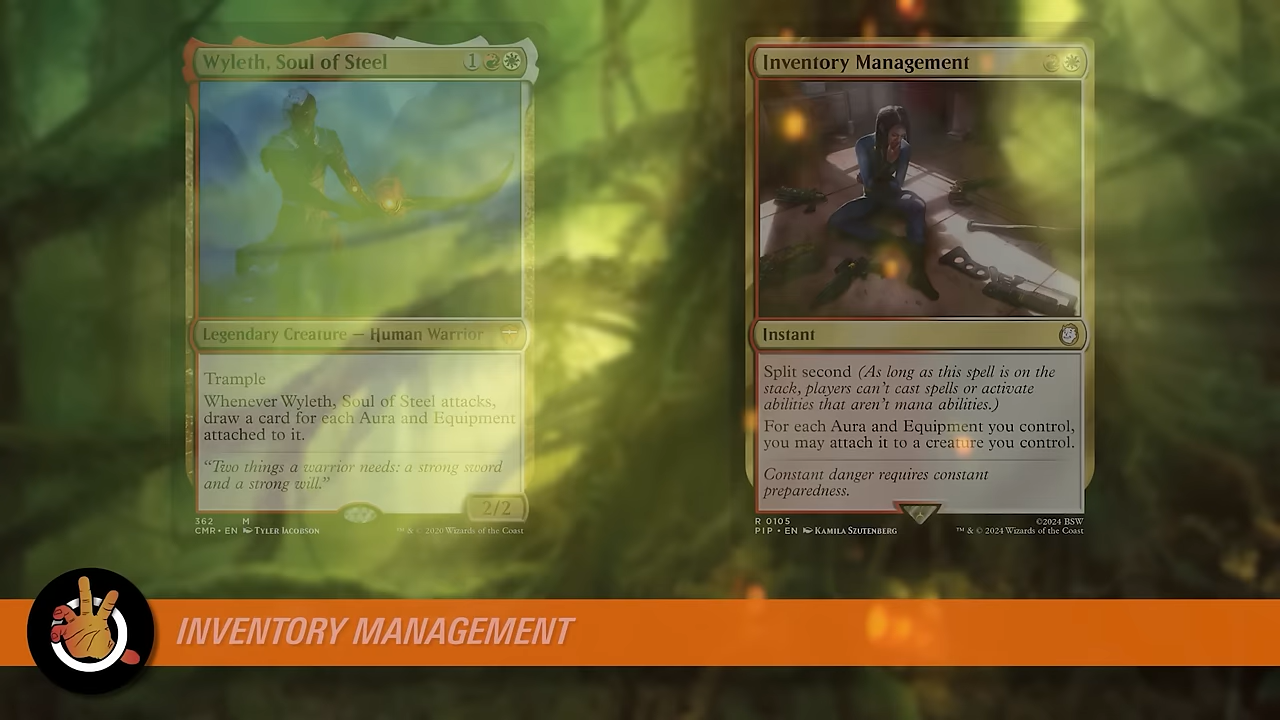 Wyleth, Soul of Steel 1
Legendary Creature — Human Warrior
Trample
Whenever Wyleth, Soul of Steel attacks,
draw a card for each Aura and Equipment
attached to it.
“Two things a warrior needs: a strong sword
and a strong will.”
2/2
362 M
CMR • EN Tyler Jacobson ™ & © 2020 Wizards of the Coast
Inventory Management
Instant
Split second (As long as this spell is on the
stack, players can't cast spells or activate
abilities that aren't mana abilities.)
For each Aura and Equipment you control,
you may attach it to a creature you control.
Constant danger requires constant
preparedness.
R 0105 ©2024 BSW
PIP • EN Kamila Szutenberg ™ & © 2024 Wizards of the Coast
INVENTORY MANAGEMENT